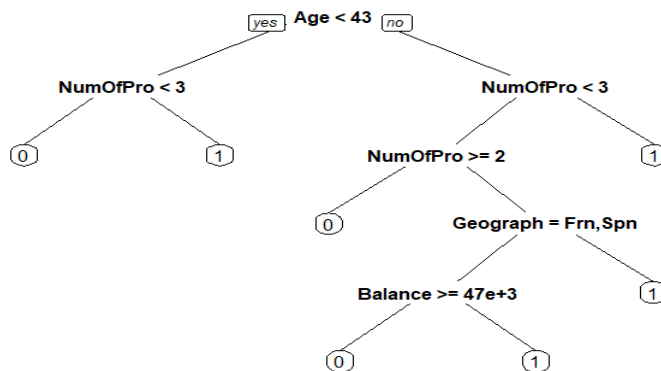 yes Age < 43 no
NumOfPro < 3 NumOfPro < 3
0 1 NumOfPro >= 2 1
0 Geograph = Frn,Spn
Balance >= 47e+3 1
0 1